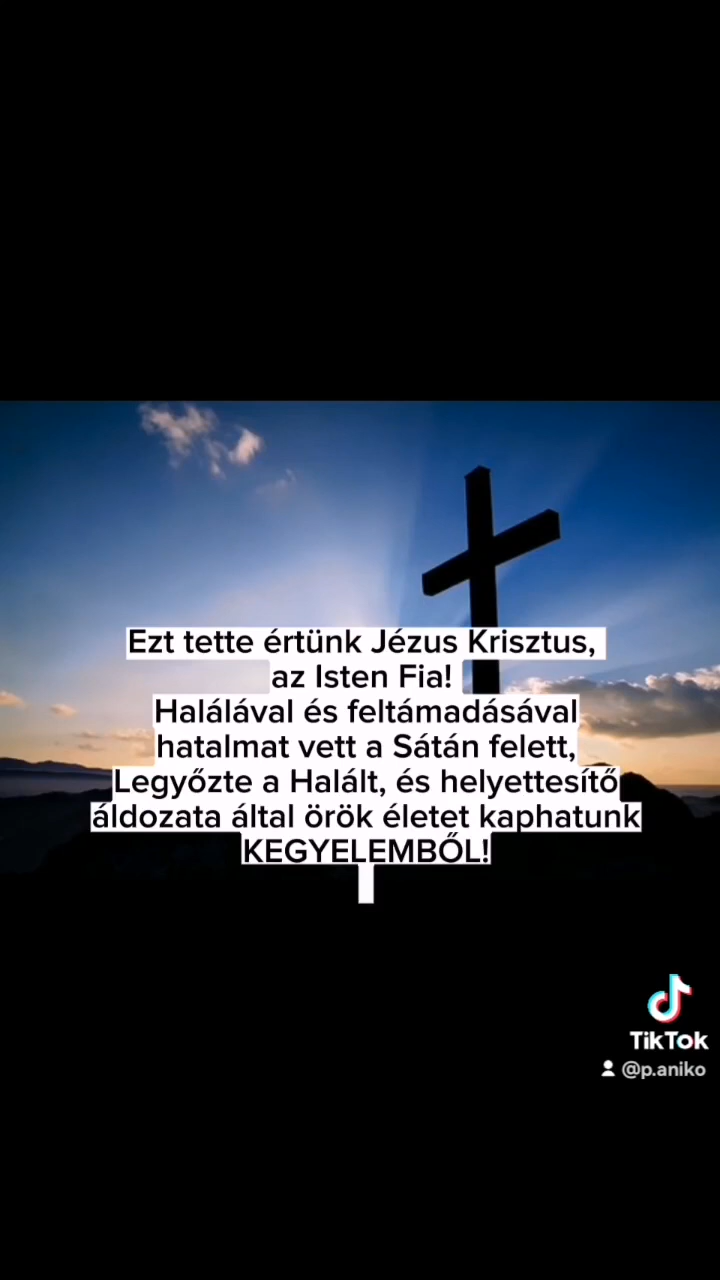 Ezt tette értünk Jézus Krisztus,
az Isten Fia!
Halálával és feltámadásával
hatalmat vett a Sátán felett,
Legyőzte a Halált, és helyettesítő
áldozata által örök életet kaphatunk
KEGYELEMBŐL!
TikTok
@p.aniko